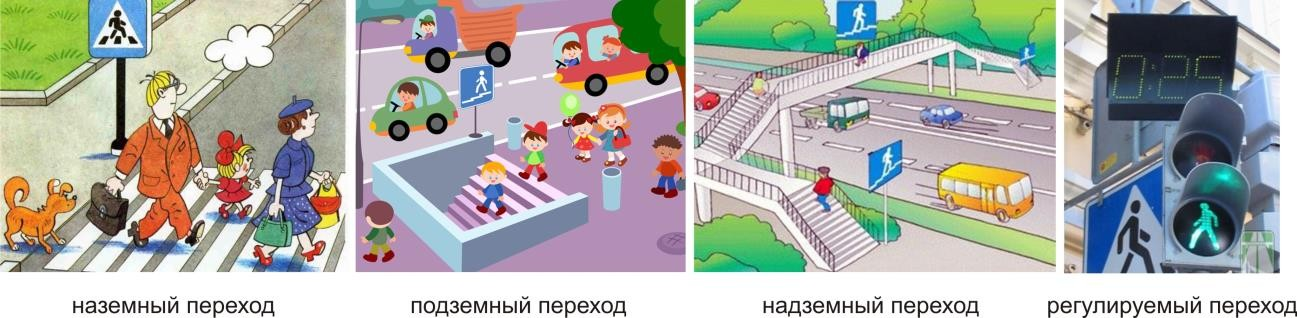 0:25
наземный переход
подземный переход
надземный переход
регулируемый переход